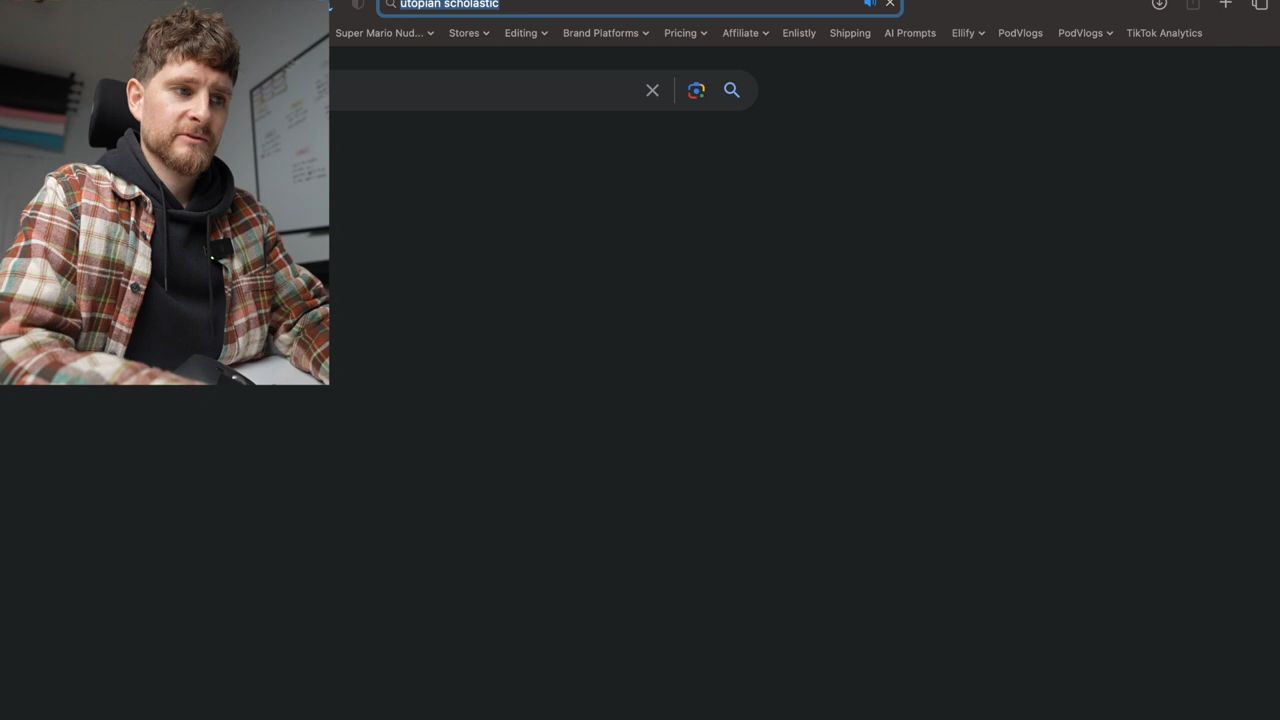 utopian scholastic
Super Mario Nud... Stores Editing Brand Platforms Pricing Affiliate Enlistly Shipping AI Prompts Ellify PodVlogs PodVlogs TikTok Analytics